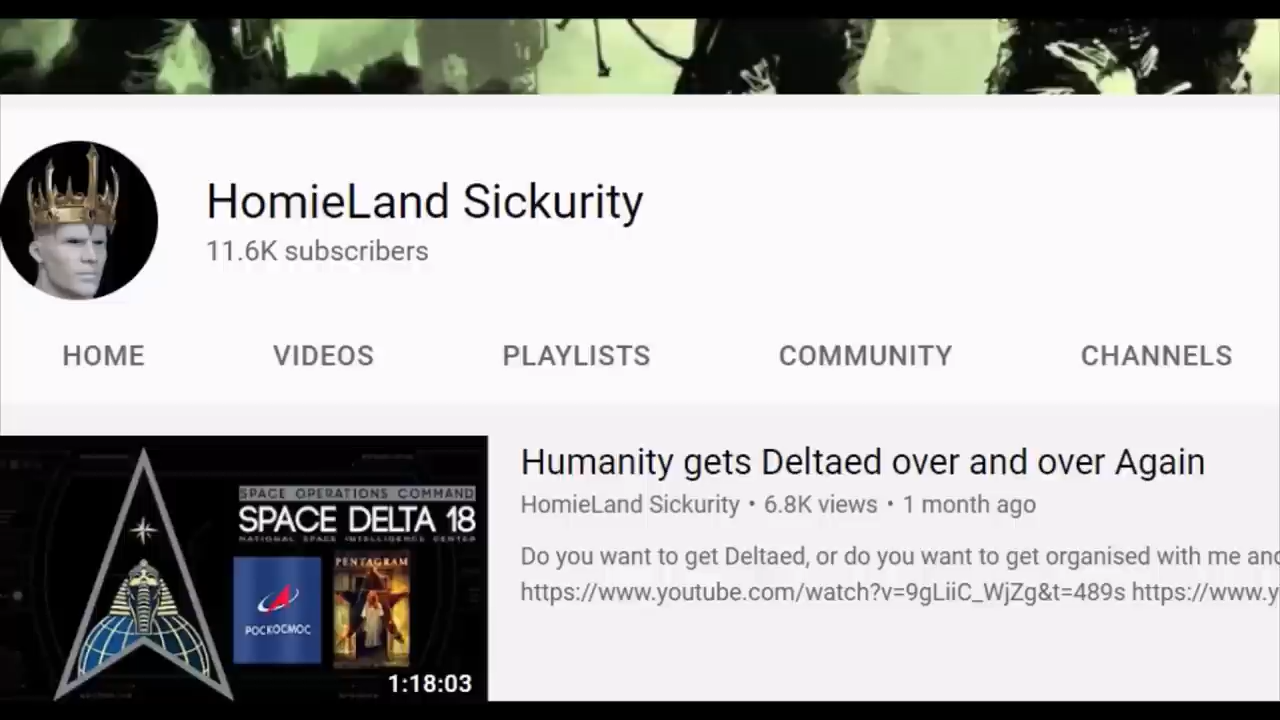 HomieLand Sickurity
11.6K subscribers
HOME VIDEOS PLAYLISTS COMMUNITY CHANNELS
SPACE OPERATIONS COMMAND
SPACE DELTA 18
NATIONAL SPACE INTELLIGENCE CENTER
PENTAGRAM
РОСКОСМОС
1:18:03
Humanity gets Deltaed over and over Again
HomieLand Sickurity • 6.8K views • 1 month ago
Do you want to get Deltaed, or do you want to get organised with me and
https://www.youtube.com/watch?v=9gLiiC_WjZg&t=489s https://www.y